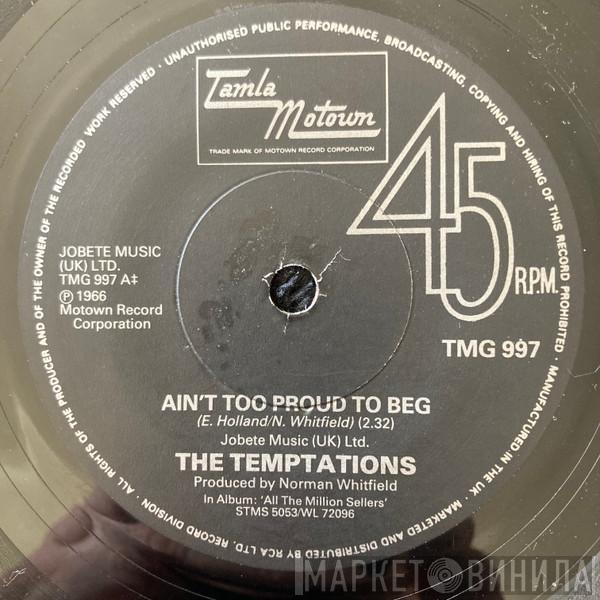 ALL RIGHTS OF THE PRODUCER AND OF THE OWNER OF THE RECORDED WORK RESERVED · UNAUTHORISED PUBLIC PERFORMANCE, BROADCASTING, COPYING AND HIRING OF THIS RECORD PROHIBITED · MANUFACTURED IN THE UK · MARKETED AND DISTRIBUTED BY RCA LTD. RECORD DIVISION ·
Tamla
Motown
TRADE MARK OF MOTOWN RECORD CORPORATION
45
R.P.M.
JOBETE MUSIC
(UK) LTD.
TMG 997 A‡
℗ 1966
Motown Record
Corporation
TMG 997
AIN'T TOO PROUD TO BEG
(E. Holland/N. Whitfield) (2.32)
Jobete Music (UK) Ltd.
THE TEMPTATIONS
Produced by Norman Whitfield
In Album: 'All The Million Sellers'
STMS 5053/WL 72096
МАРКЕТ ВИНИЛА